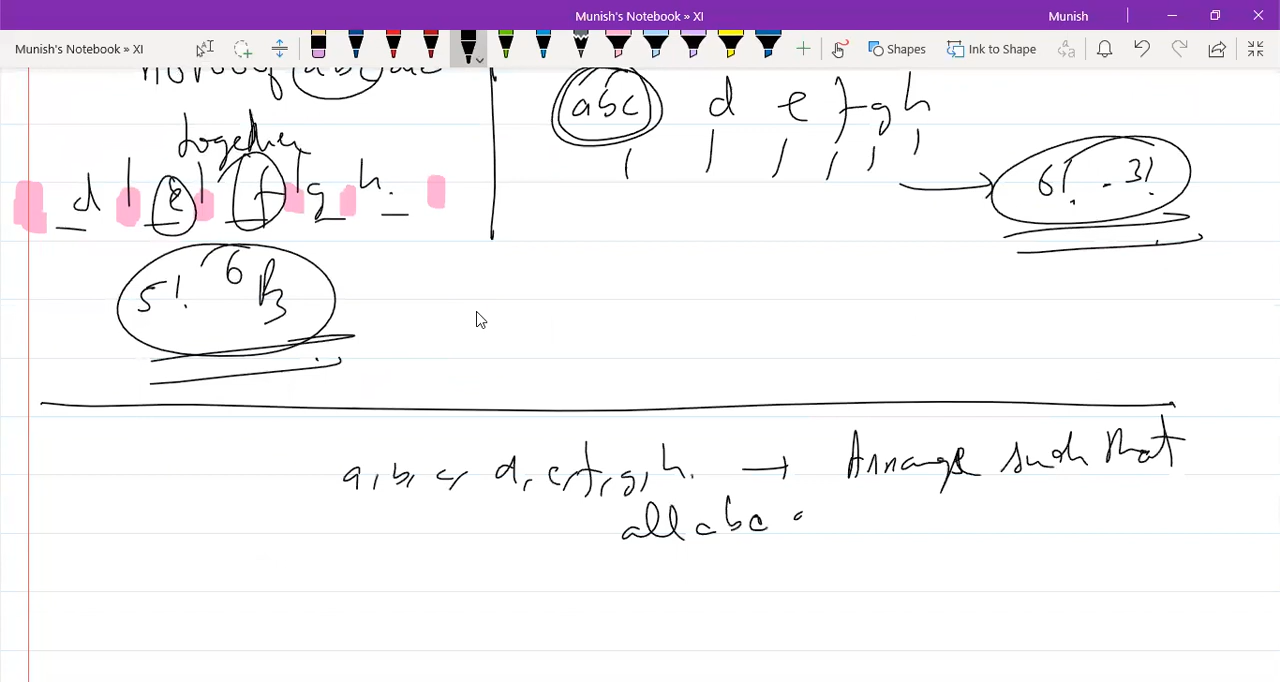 Munish's Notebook » XI
Munish
Munish's Notebook » XI
Shapes
Ink to Shape
together
d e f g h.
5! 6P3
abc d e f g h
6! . 3!
a, b, c, d, e, f, g, h. → Arrange such that
all abc